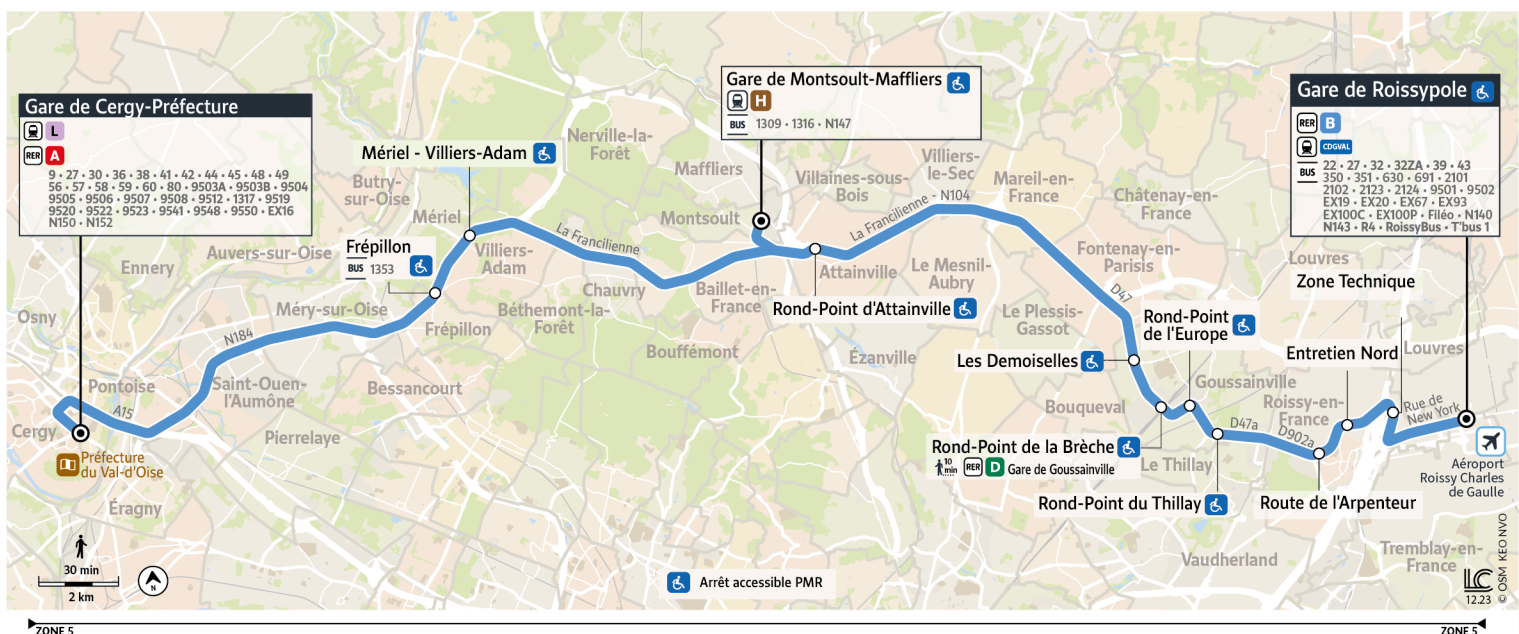 Gare de Cergy-Préfecture
L
RER A
9 • 27 • 30 • 36 • 38 • 41 • 42 • 44 • 45 • 48 • 49
56 • 57 • 58 • 59 • 60 • 80 • 9503A • 9503B • 9504
9505 • 9506 • 9507 • 9508 • 9512 • 1317 • 9519
9520 • 9522 • 9523 • 9541 • 9548 • 9550 • EX16
N150 • N152
Gare de Montsoult-Maffliers
H
BUS 1309 • 1316 • N147
Gare de Roissypole
RER B
CDGVAL
BUS 22 • 27 • 32 • 32ZA • 39 • 43
350 • 351 • 630 • 691 • 2101
2102 • 2123 • 2124 • 9501 • 9502
EX19 • EX20 • EX67 • EX93
EX100C • EX100P • Filéo • N140
N143 • R4 • RoissyBus • T'bus 1
Mériel - Villiers-Adam
Nerville-la-
Forêt
Maffliers
Villaines-sous-
Bois
Villiers-
le-Sec
Mareil-en-
France
Châtenay-en-
France
Butry-
sur-Oise
Mériel
Montsoult
La Francilienne
La Francilienne - N104
Frépillon
BUS 1353
Auvers-sur-Oise
Ennery
Villiers-
Adam
Chauvry
Baillet-en-
France
Attainville
Le Mesnil-
Aubry
Fontenay-en-
Parisis
Louvres
Zone Technique
D47
Osny
N184
Méry-sur-Oise
Frépillon
Béthemont-la-
Forêt
Rond-Point d'Attainville
Le Plessis-
Gassot
Rond-Point
de l'Europe
Bouffémont
Ézanville
Les Demoiselles
Entretien Nord
Louvres
Pontoise
Saint-Ouen-
l'Aumône
Bessancourt
Goussainville
Bouqueval
Roissy-en-
France
Rue de
New York
A15
Cergy
Pierrelaye
D47a
D902a
Préfecture
du Val-d'Oise
Rond-Point de la Brèche
10
min
RER D Gare de Goussainville
Le Thillay
Aéroport
Roissy Charles
de Gaulle
Éragny
Rond-Point du Thillay
Route de l'Arpenteur
Vaudherland
Tremblay-en-
France
30 min
2 km
N
Arrêt accessible PMR
LC
12.23
© OSM KEO NVO
ZONE 5
ZONE 5